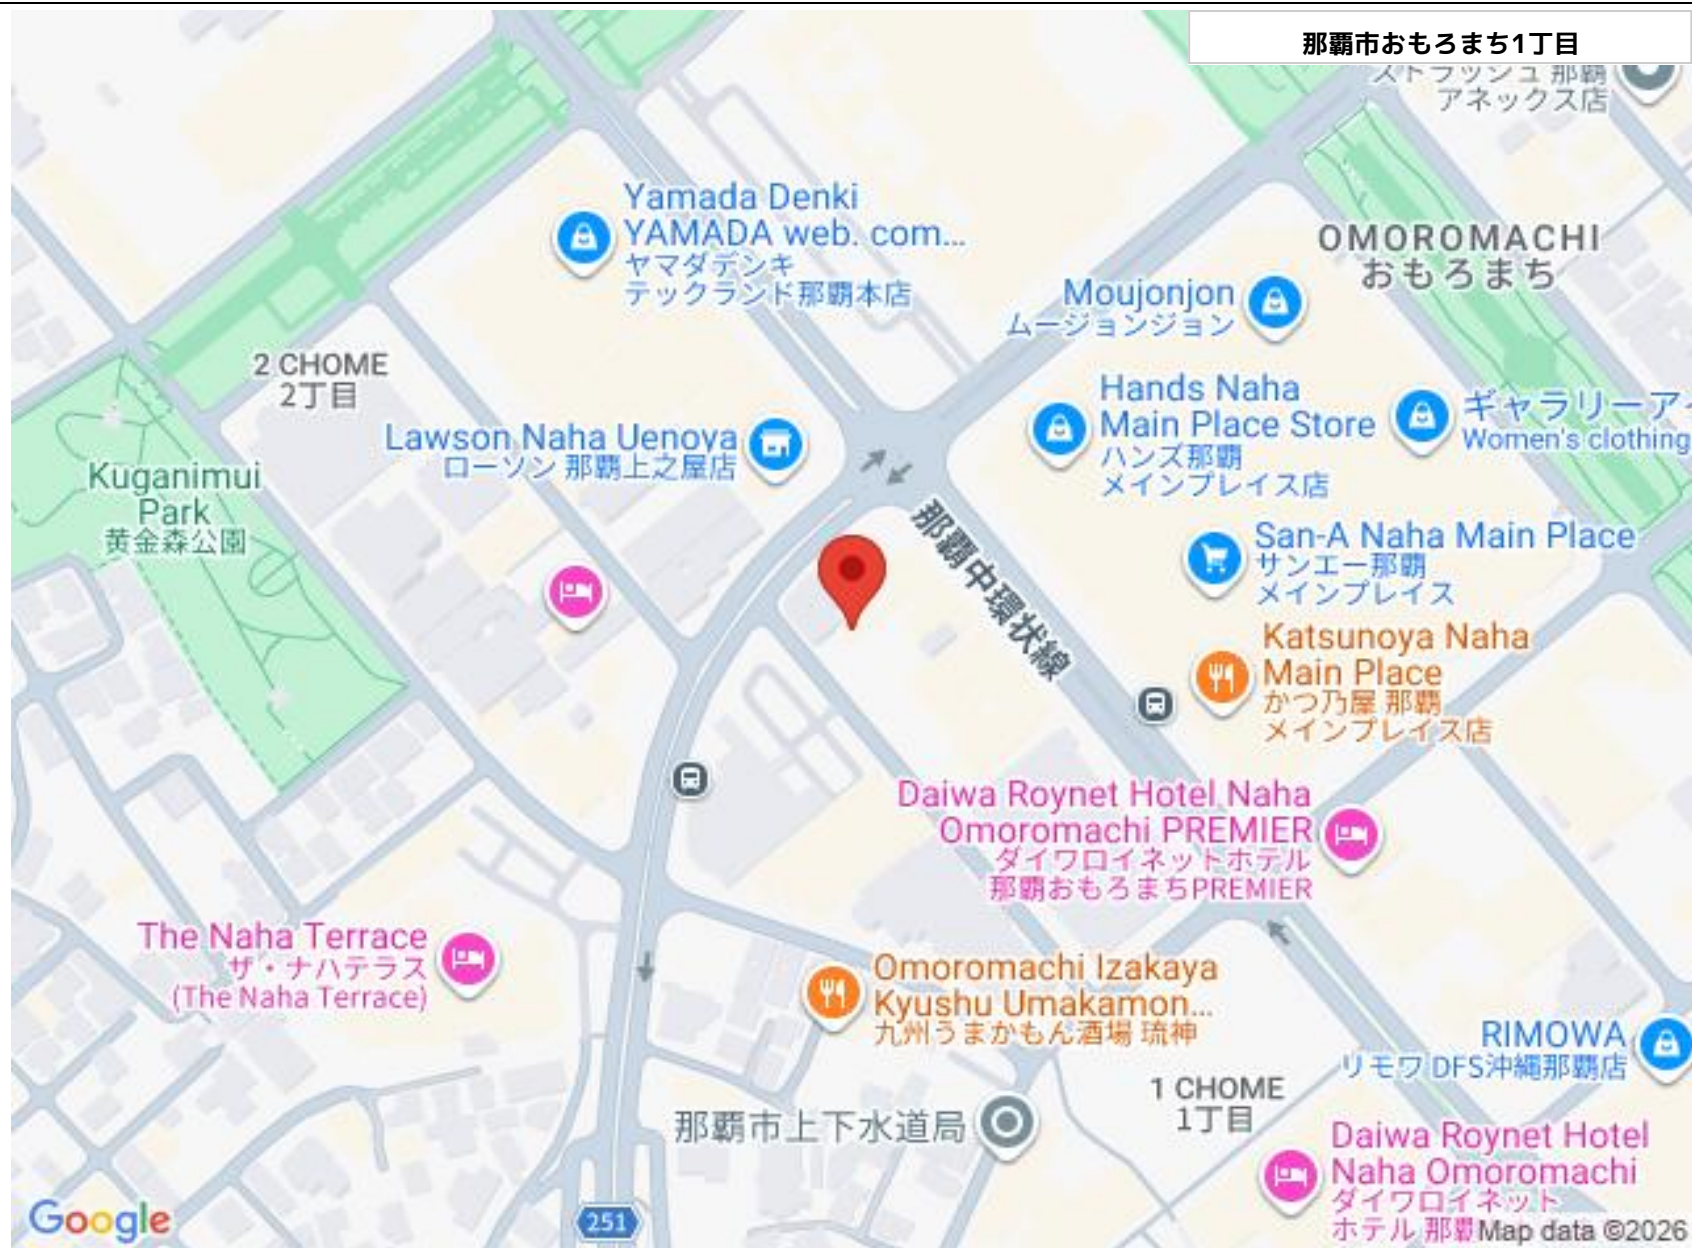 那覇市おもろまち1丁目
ストラッシュ 那覇
アネックス店
Yamada Denki
YAMADA web. com...
ヤマダデンキ
テックランド那覇本店
OMOROMACHI
おもろまち
Moujonjon
ムージョンジョン
2 CHOME
2丁目
Hands Naha
Main Place Store
ハンズ那覇
メインプレイス店
ギャラリーア
Women's clothing
Lawson Naha Uenoya
ローソン 那覇上之屋店
Kuganimui
Park
黄金森公園
那覇中環状線
San-A Naha Main Place
サンエー那覇
メインプレイス
Katsunoya Naha
Main Place
かつ乃屋 那覇
メインプレイス店
Daiwa Roynet Hotel Naha
Omoromachi PREMIER
ダイワロイネットホテル
那覇おもろまちPREMIER
The Naha Terrace
ザ・ナハテラス
(The Naha Terrace)
Omoromachi Izakaya
Kyushu Umakamon...
九州うまかもん酒場 琉神
RIMOWA
リモワ DFS沖縄那覇店
1 CHOME
1丁目
那覇市上下水道局
Daiwa Roynet Hotel
Naha Omoromachi
ダイワロイネット
ホテル 那覇
251
Google
Map data ©2026